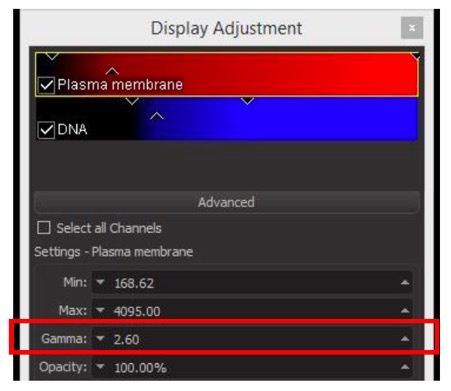 Display Adjustment x
Plasma membrane
DNA
Advanced
Select all Channels
Settings - Plasma membrane
Min: 168.62
Max: 4095.00
Gamma: 2.60
Opacity: 100.00%